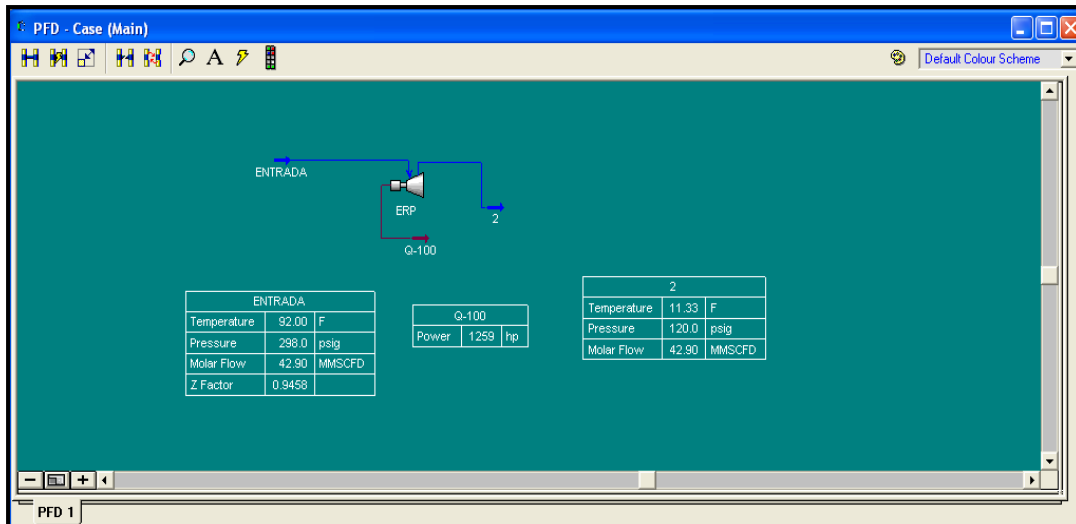 PFD - Case (Main)
A
Default Colour Scheme
ENTRADA
ERP
2
Q-100
ENTRADA
Temperature 92.00 F
Pressure 298.0 psig
Molar Flow 42.90 MMSCFD
Z Factor 0.9458
Q-100
Power 1259 hp
2
Temperature 11.33 F
Pressure 120.0 psig
Molar Flow 42.90 MMSCFD
PFD 1